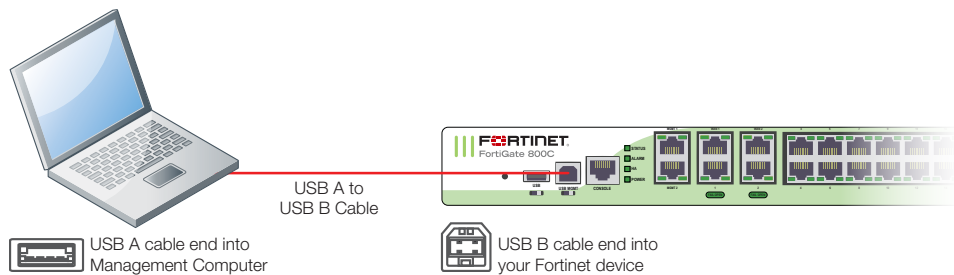 FORTINET
FortiGate 800C
STATUS
ALARM
HA
POWER
USB
USB MGMT
CONSOLE
USB A to
USB B Cable
USB A cable end into
Management Computer
USB B cable end into
your Fortinet device